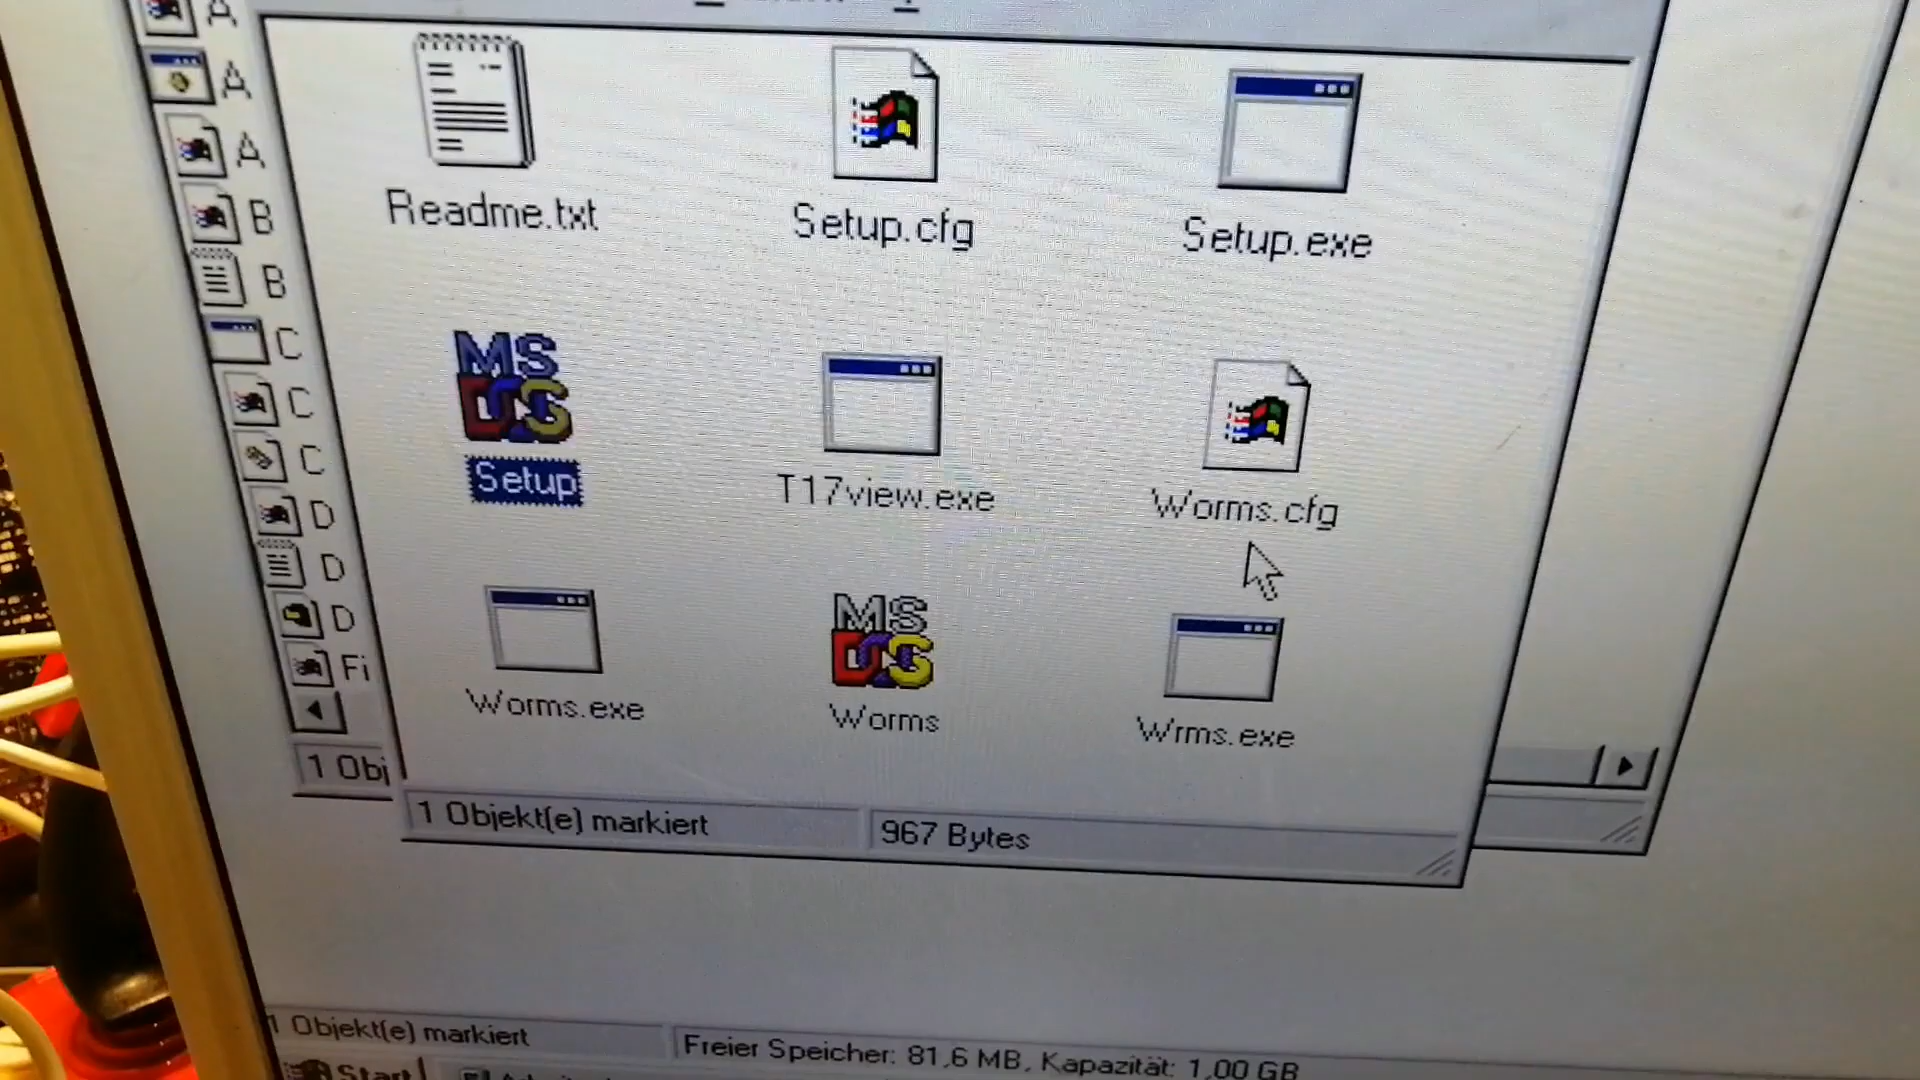 A
A
A
B
B
C
C
C
D
D
D
Fi
Readme.txt
Setup.cfg
Setup.exe
MS
DOS
Setup
T17view.exe
Worms.cfg
Worms.exe
MS
DOS
Worms
Wrms.exe
1 Obj
1 Objekt(e) markiert
967 Bytes
1 Objekt(e) markiert
Freier Speicher: 81,6 MB, Kapazität: 1,00 GB
Start